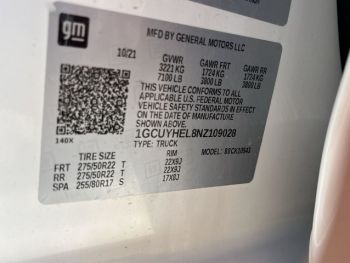 gm
MFD BY GENERAL MOTORS LLC
10/21
GVWR GAWR FRT GAWR RR
3221 KG 1724 KG 1724 KG
7100 LB 3800 LB 3800 LB
THIS VEHICLE CONFORMS TO ALL
APPLICABLE U.S. FEDERAL MOTOR
VEHICLE SAFETY STANDARDS IN EFFECT
ON THE DATE OF MANUFACTURE
SHOWN ABOVE.
1GCUYHEL8NZ109028
140X
TYPE: TRUCK
TIRE SIZE RIM
FRT 275/50R22 T 22X9J
RR 275/50R22 T 22X9J
SPA 255/80R17 S 17X8J